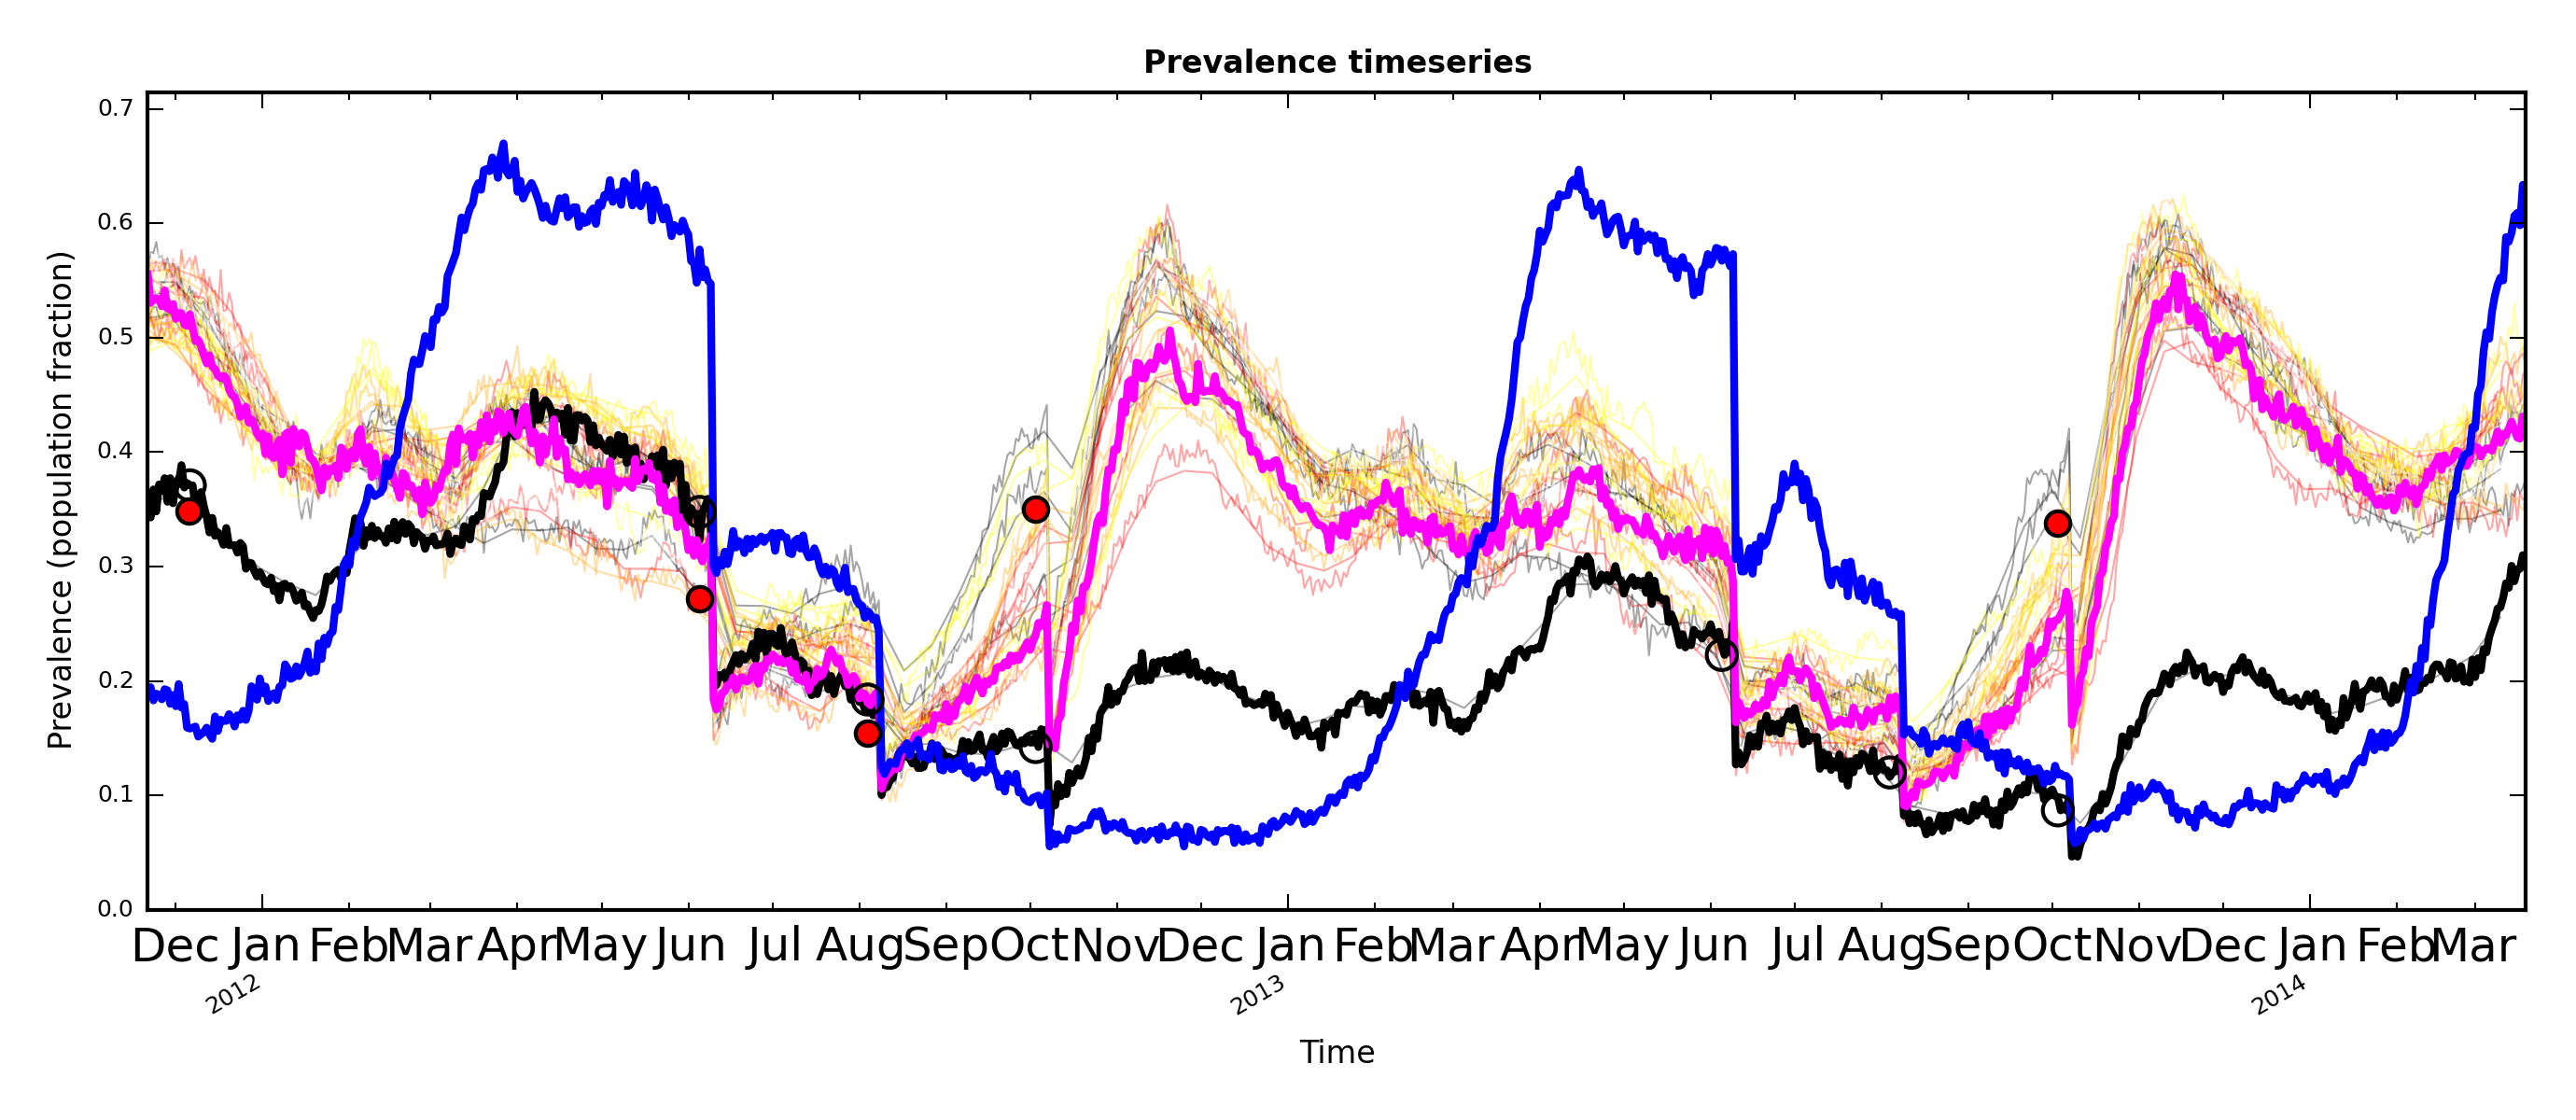 Prevalence timeseries
Prevalence (population fraction)
0.7
0.6
0.5
0.4
0.3
0.2
0.1
0.0
Dec Jan Feb Mar Apr May Jun Jul Aug Sep Oct Nov Dec Jan Feb Mar Apr May Jun Jul Aug Sep Oct Nov Dec Jan Feb Mar
2012 2013 2014
Time